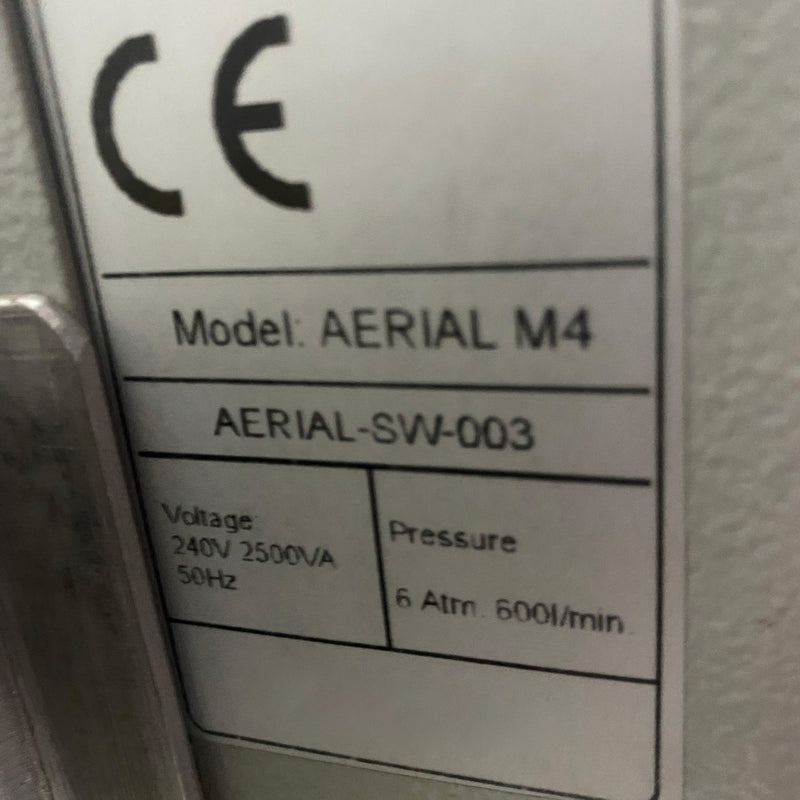 CE
Model: AERIAL M4
AERIAL-SW-003
Voltage:
240V 2500VA
50Hz
Pressure
6 Atm. 600l/min.